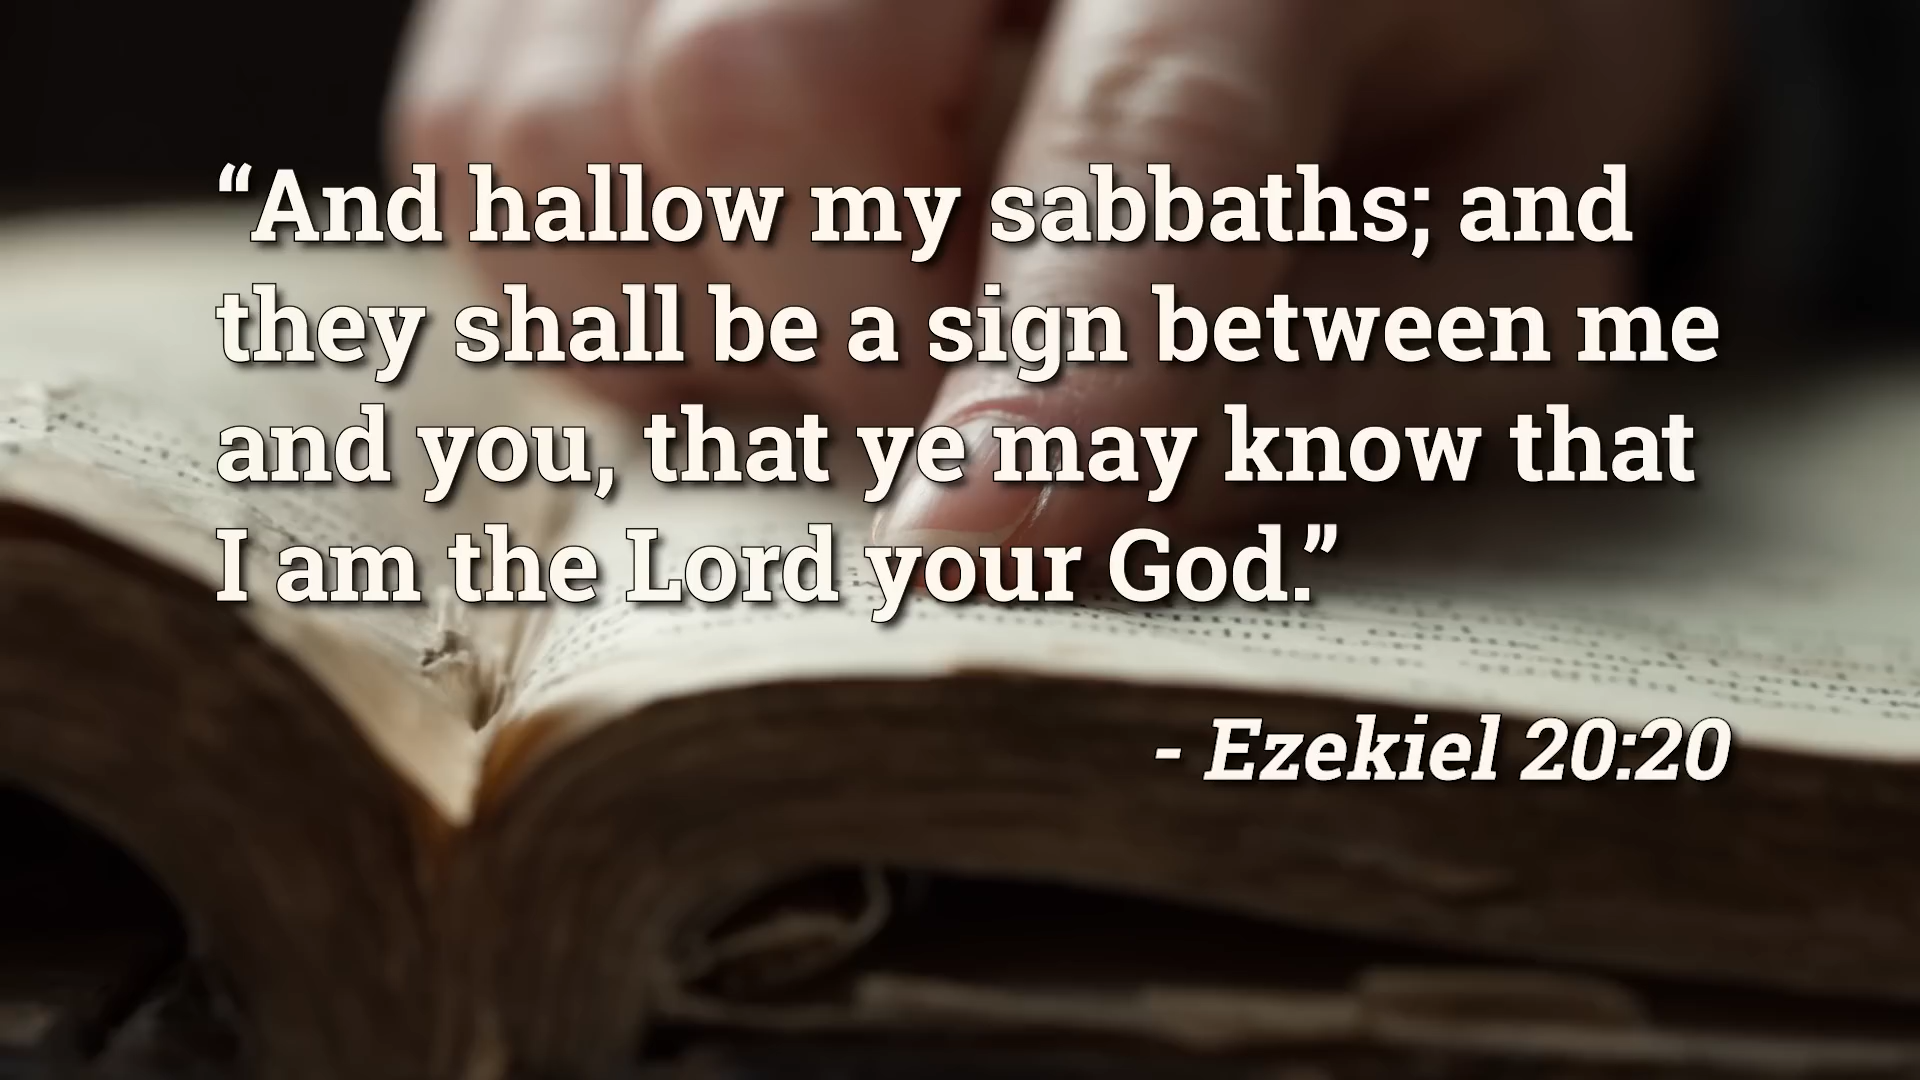 “And hallow my sabbaths; and
they shall be a sign between me
and you, that ye may know that
I am the Lord your God.”
- Ezekiel 20:20